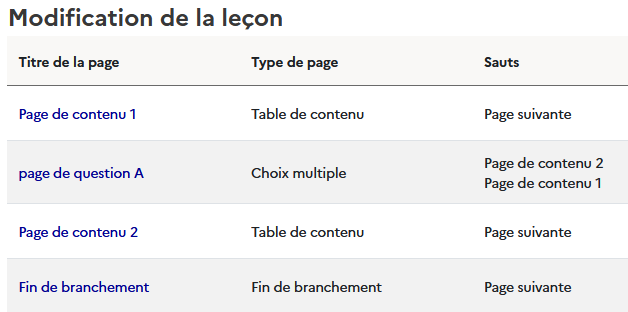 Modification de la leçon
Titre de la page Type de page Sauts
Page de contenu 1 Table de contenu Page suivante
page de question A Choix multiple Page de contenu 2
Page de contenu 1
Page de contenu 2 Table de contenu Page suivante
Fin de branchement Fin de branchement Page suivante